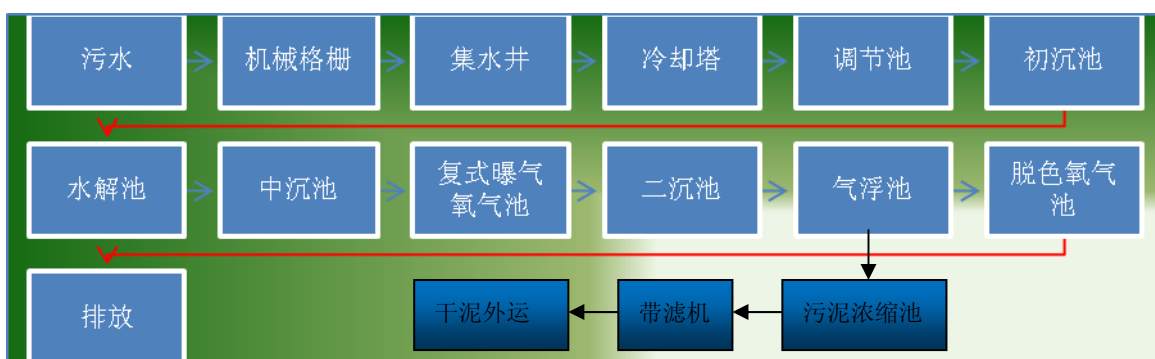 污水
机械格栅
集水井
冷却塔
调节池
初沉池
水解池
中沉池
复式曝气
氧气池
二沉池
气浮池
脱色氧气
池
排放
干泥外运
带滤机
污泥浓缩池